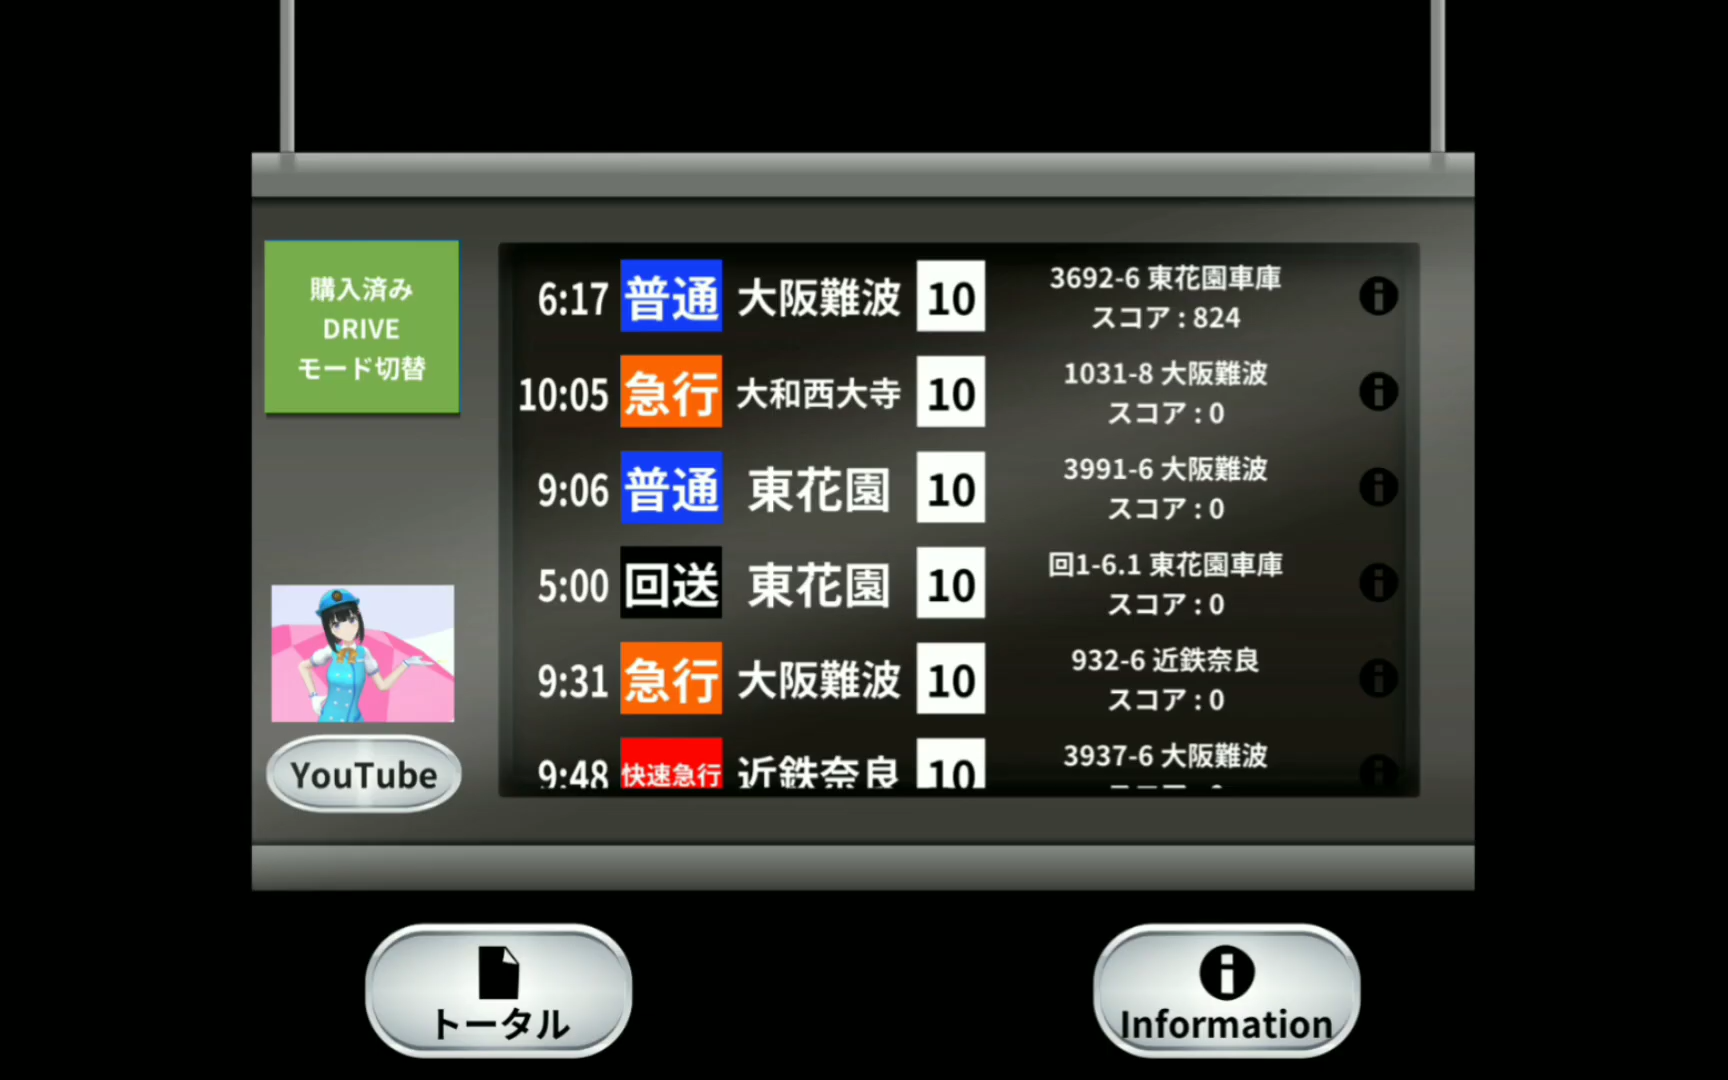 購入済み
DRIVE
モード切替
YouTube
6:17 普通 大阪難波 10 3692-6 東花園車庫
スコア : 824
10:05 急行 大和西大寺 10 1031-8 大阪難波
スコア : 0
9:06 普通 東花園 10 3991-6 大阪難波
スコア : 0
5:00 回送 東花園 10 回1-6.1 東花園車庫
スコア : 0
9:31 急行 大阪難波 10 932-6 近鉄奈良
スコア : 0
9:48 快速急行 近鉄奈良 10 3937-6 大阪難波
トータル
Information